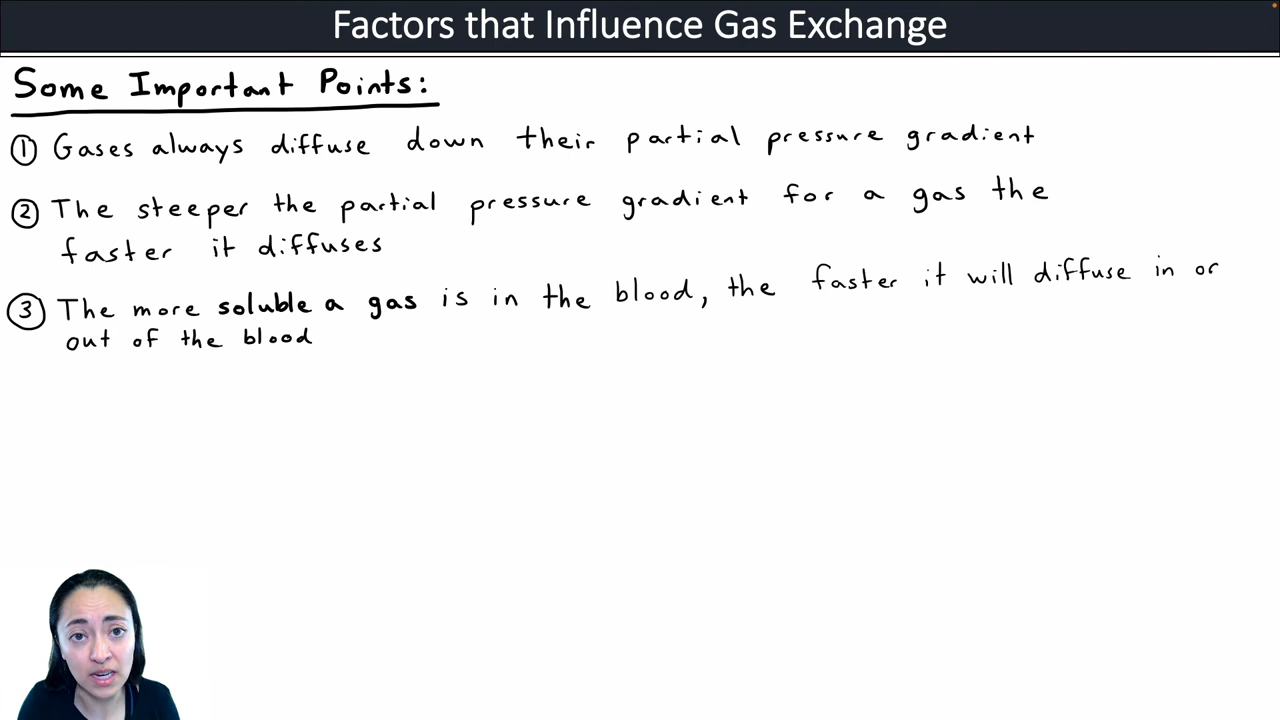 Factors that Influence Gas Exchange
Some Important Points:
① Gases always diffuse down their partial pressure gradient
② The steeper the partial pressure gradient for a gas the
faster it diffuses
③ The more soluble a gas is in the blood, the faster it will diffuse in or
out of the blood